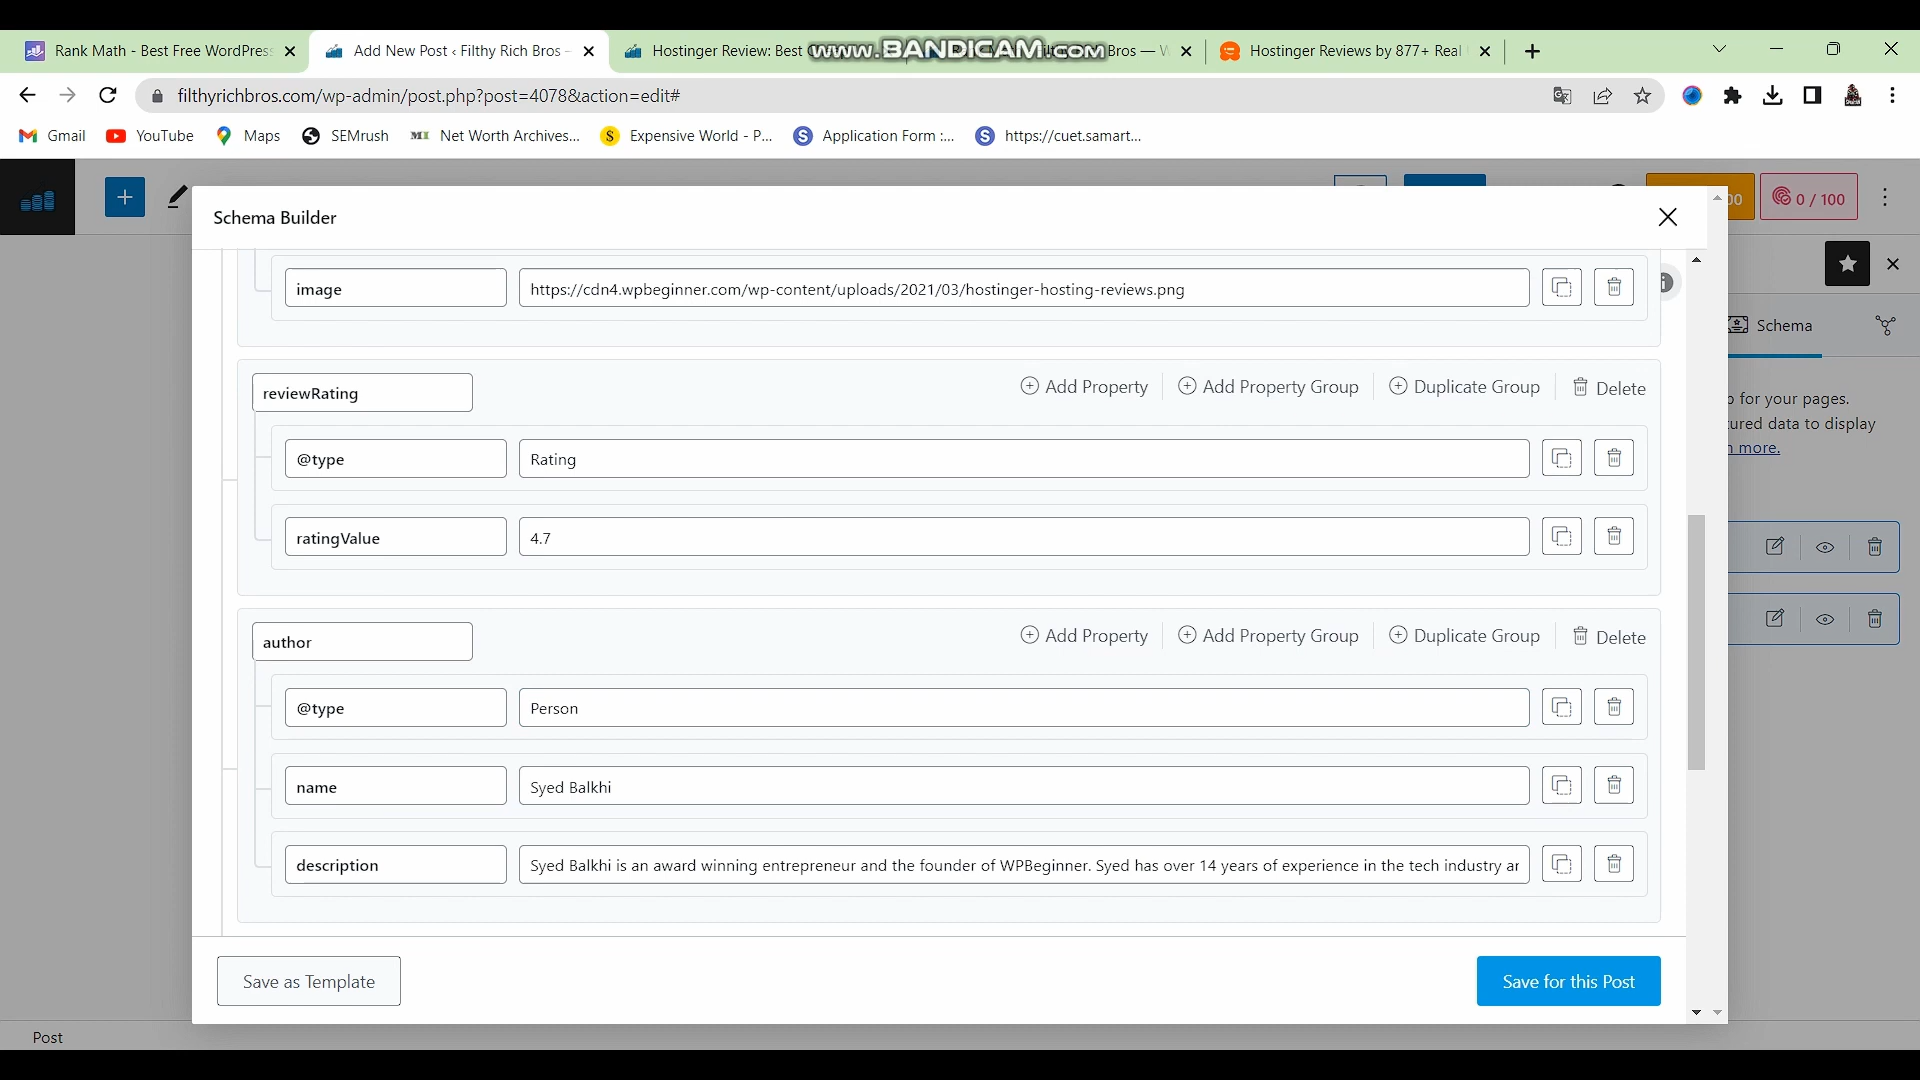 Rank Math - Best Free WordPress
Add New Post ‹ Filthy Rich Bros -
Hostinger Review: Best
Bros — W
Hostinger Reviews by 877+ Real
www.BANDICAM.com
filthyrichbros.com/wp-admin/post.php?post=4078&action=edit#
Gmail
YouTube
Maps
SEMrush
Net Worth Archives...
Expensive World - P...
Application Form :...
https://cuet.samart...
Schema Builder
00
0 / 100
image
https://cdn4.wpbeginner.com/wp-content/uploads/2021/03/hostinger-hosting-reviews.png
Schema
reviewRating
Add Property
Add Property Group
Duplicate Group
Delete
for your pages.
ured data to display
more.
@type
Rating
ratingValue
4.7
author
Add Property
Add Property Group
Duplicate Group
Delete
@type
Person
name
Syed Balkhi
description
Syed Balkhi is an award winning entrepreneur and the founder of WPBeginner. Syed has over 14 years of experience in the tech industry ar
Save as Template
Save for this Post
Post